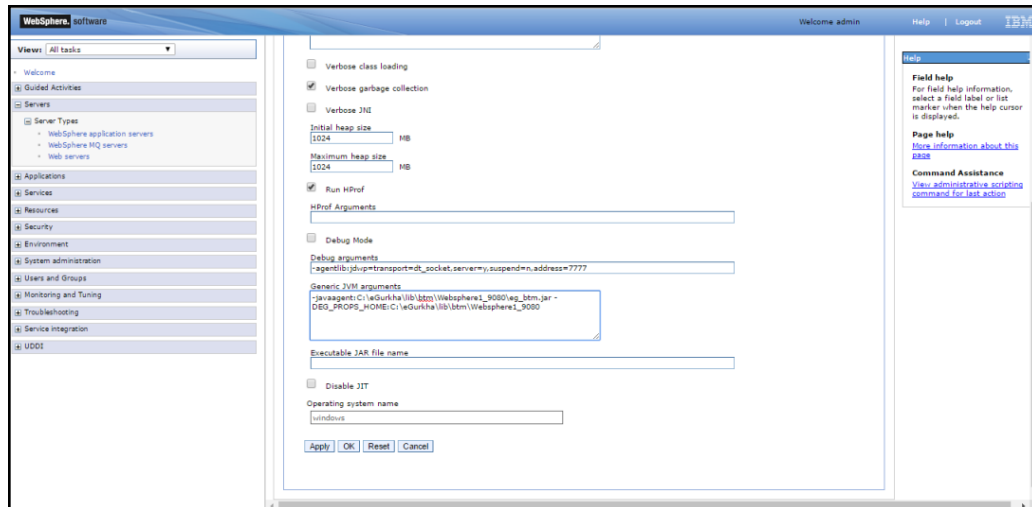 WebSphere. software
Welcome admin
Help | Logout
IBM
View: All tasks
Welcome
Guided Activities
Servers
Server Types
WebSphere application servers
WebSphere MQ servers
Web servers
Applications
Services
Resources
Security
Environment
System administration
Users and Groups
Monitoring and Tuning
Troubleshooting
Service integration
UDDI
Verbose class loading
Verbose garbage collection
Verbose JNI
Initial heap size
1024 MB
Maximum heap size
1024 MB
Run HProf
HProf Arguments
Debug Mode
Debug arguments
-agentlib:jdwp=transport=dt_socket,server=y,suspend=n,address=7777
Generic JVM arguments
-javaagent:C:\eGurkha\lib\btm\Websphere1_9080\eg_btm.jar -
DEG_PROPS_HOME:C:\eGurkha\lib\btm\Websphere1_9080
Executable JAR file name
Disable JIT
Operating system name
windows
Apply OK Reset Cancel
Help
Field help
For field help information,
select a field label or list
marker when the help cursor
is displayed.
Page help
More information about this
page
Command Assistance
View administrative scripting
command for last action